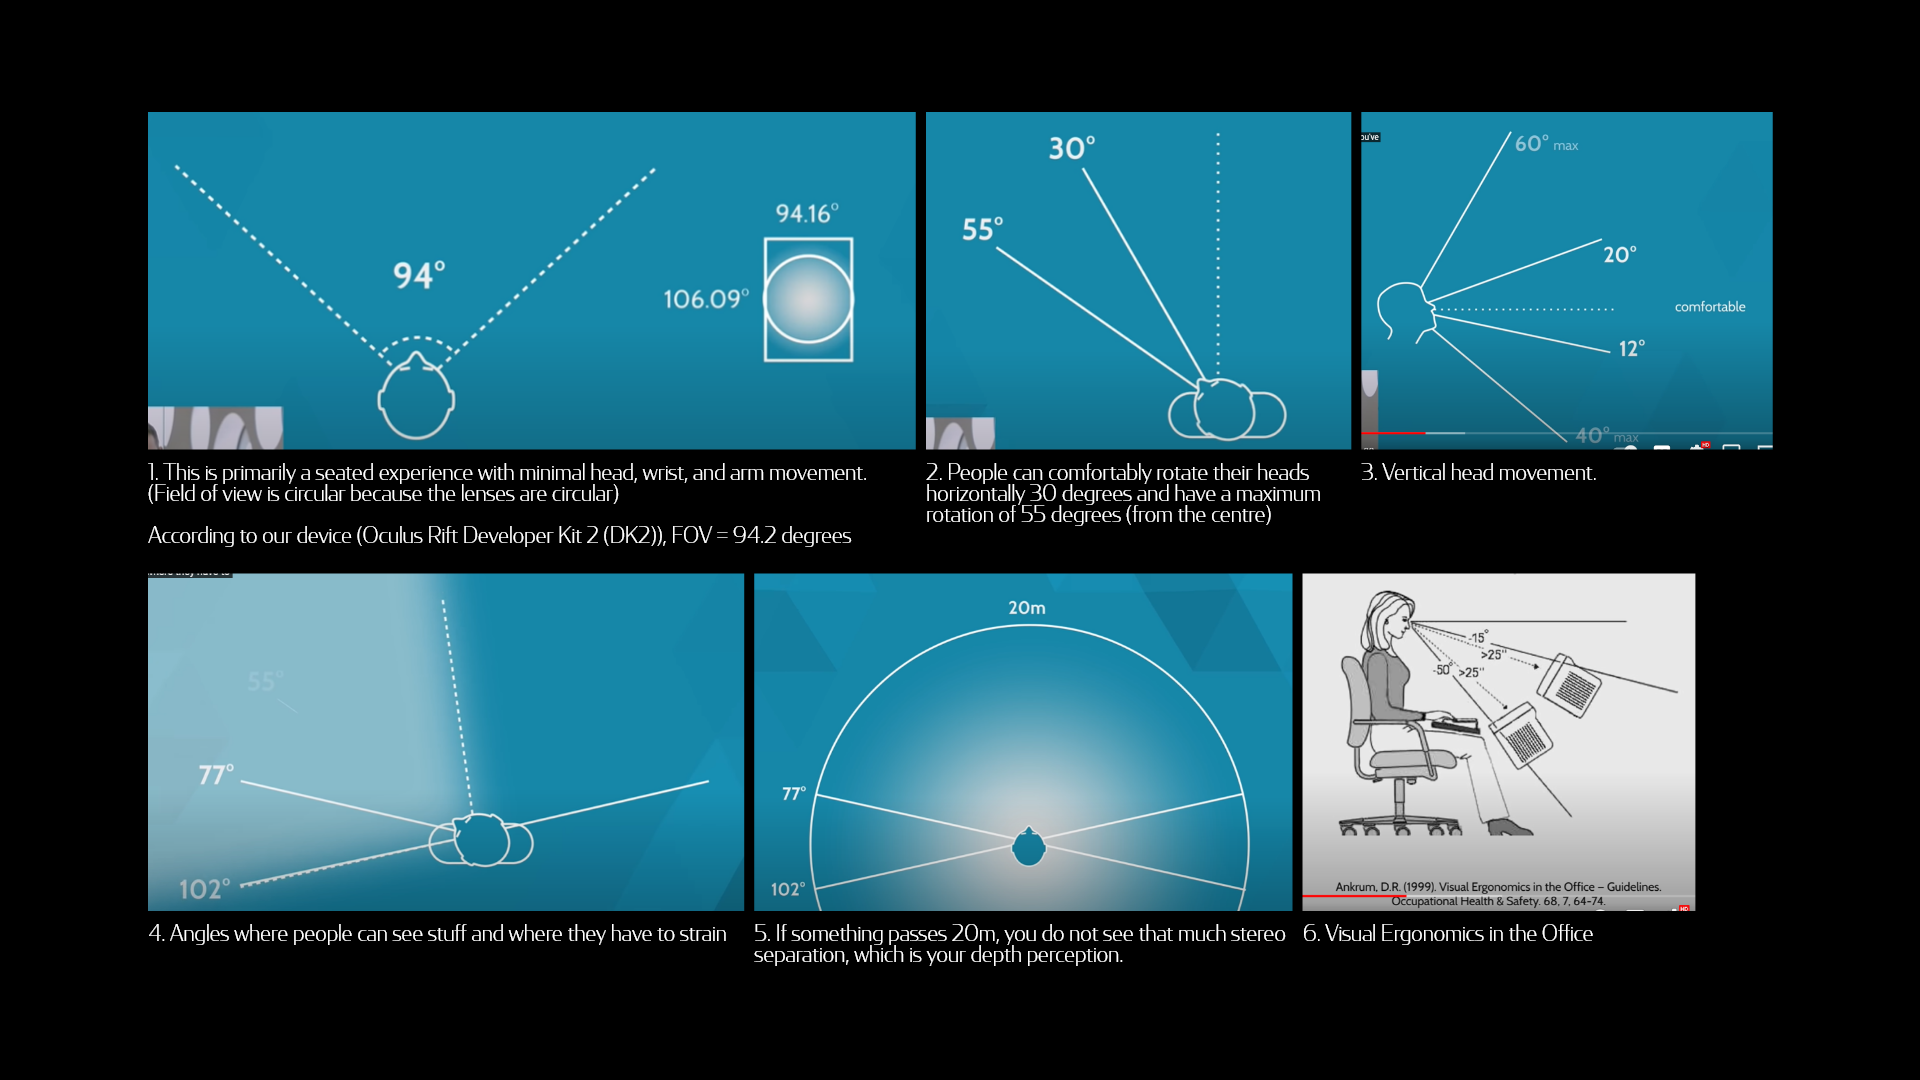 94°
94.16°
106.09°
30°
55°
ou've
60° max
20°
comfortable
12°
40° max
HD
1. This is primarily a seated experience with minimal head, wrist, and arm movement.
(Field of view is circular because the lenses are circular)
According to our device (Oculus Rift Developer Kit 2 (DK2)), FOV = 94.2 degrees
2. People can comfortably rotate their heads
horizontally 30 degrees and have a maximum
rotation of 55 degrees (from the centre)
3. Vertical head movement.
55°
77°
102°
20m
77°
102°
-15°
>25"
-50° >25"
Ankrum, D.R. (1999). Visual Ergonomics in the Office – Guidelines.
Occupational Health & Safety. 68, 7, 64-74.
HD
4. Angles where people can see stuff and where they have to strain
5. If something passes 20m, you do not see that much stereo
separation, which is your depth perception.
6. Visual Ergonomics in the Office